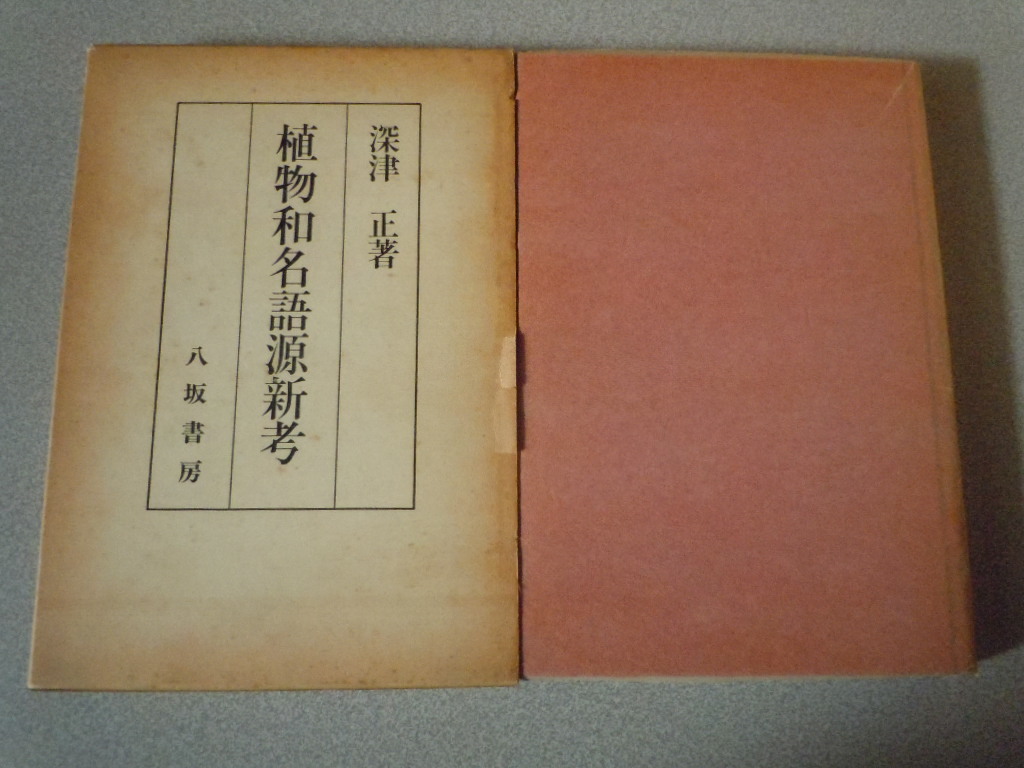 深津 正著
植物和名語源新考
八坂書房